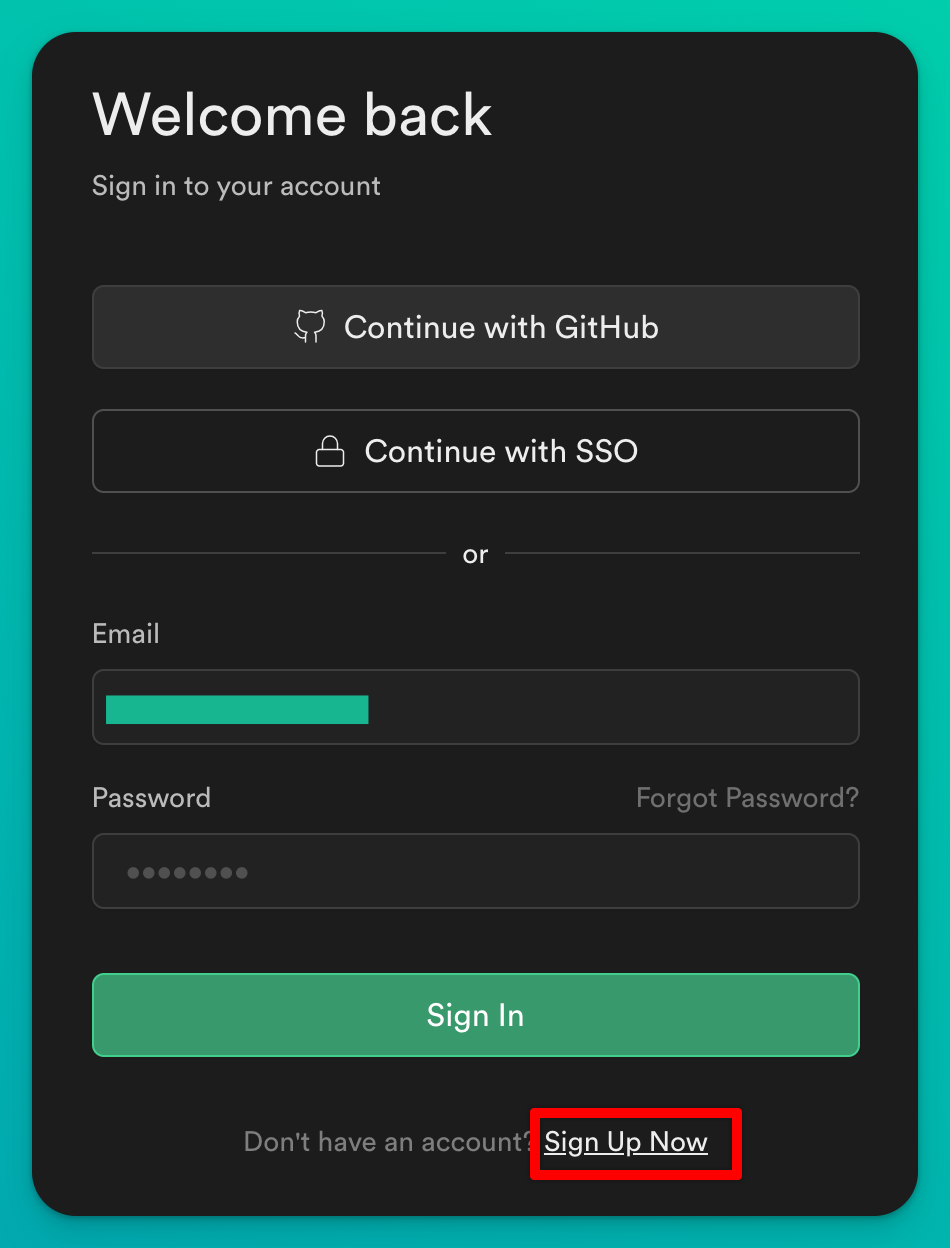 Welcome back
Sign in to your account
Continue with GitHub
Continue with SSO
or
Email
Password
Forgot Password?
••••••••
Sign In
Don't have an account? Sign Up Now